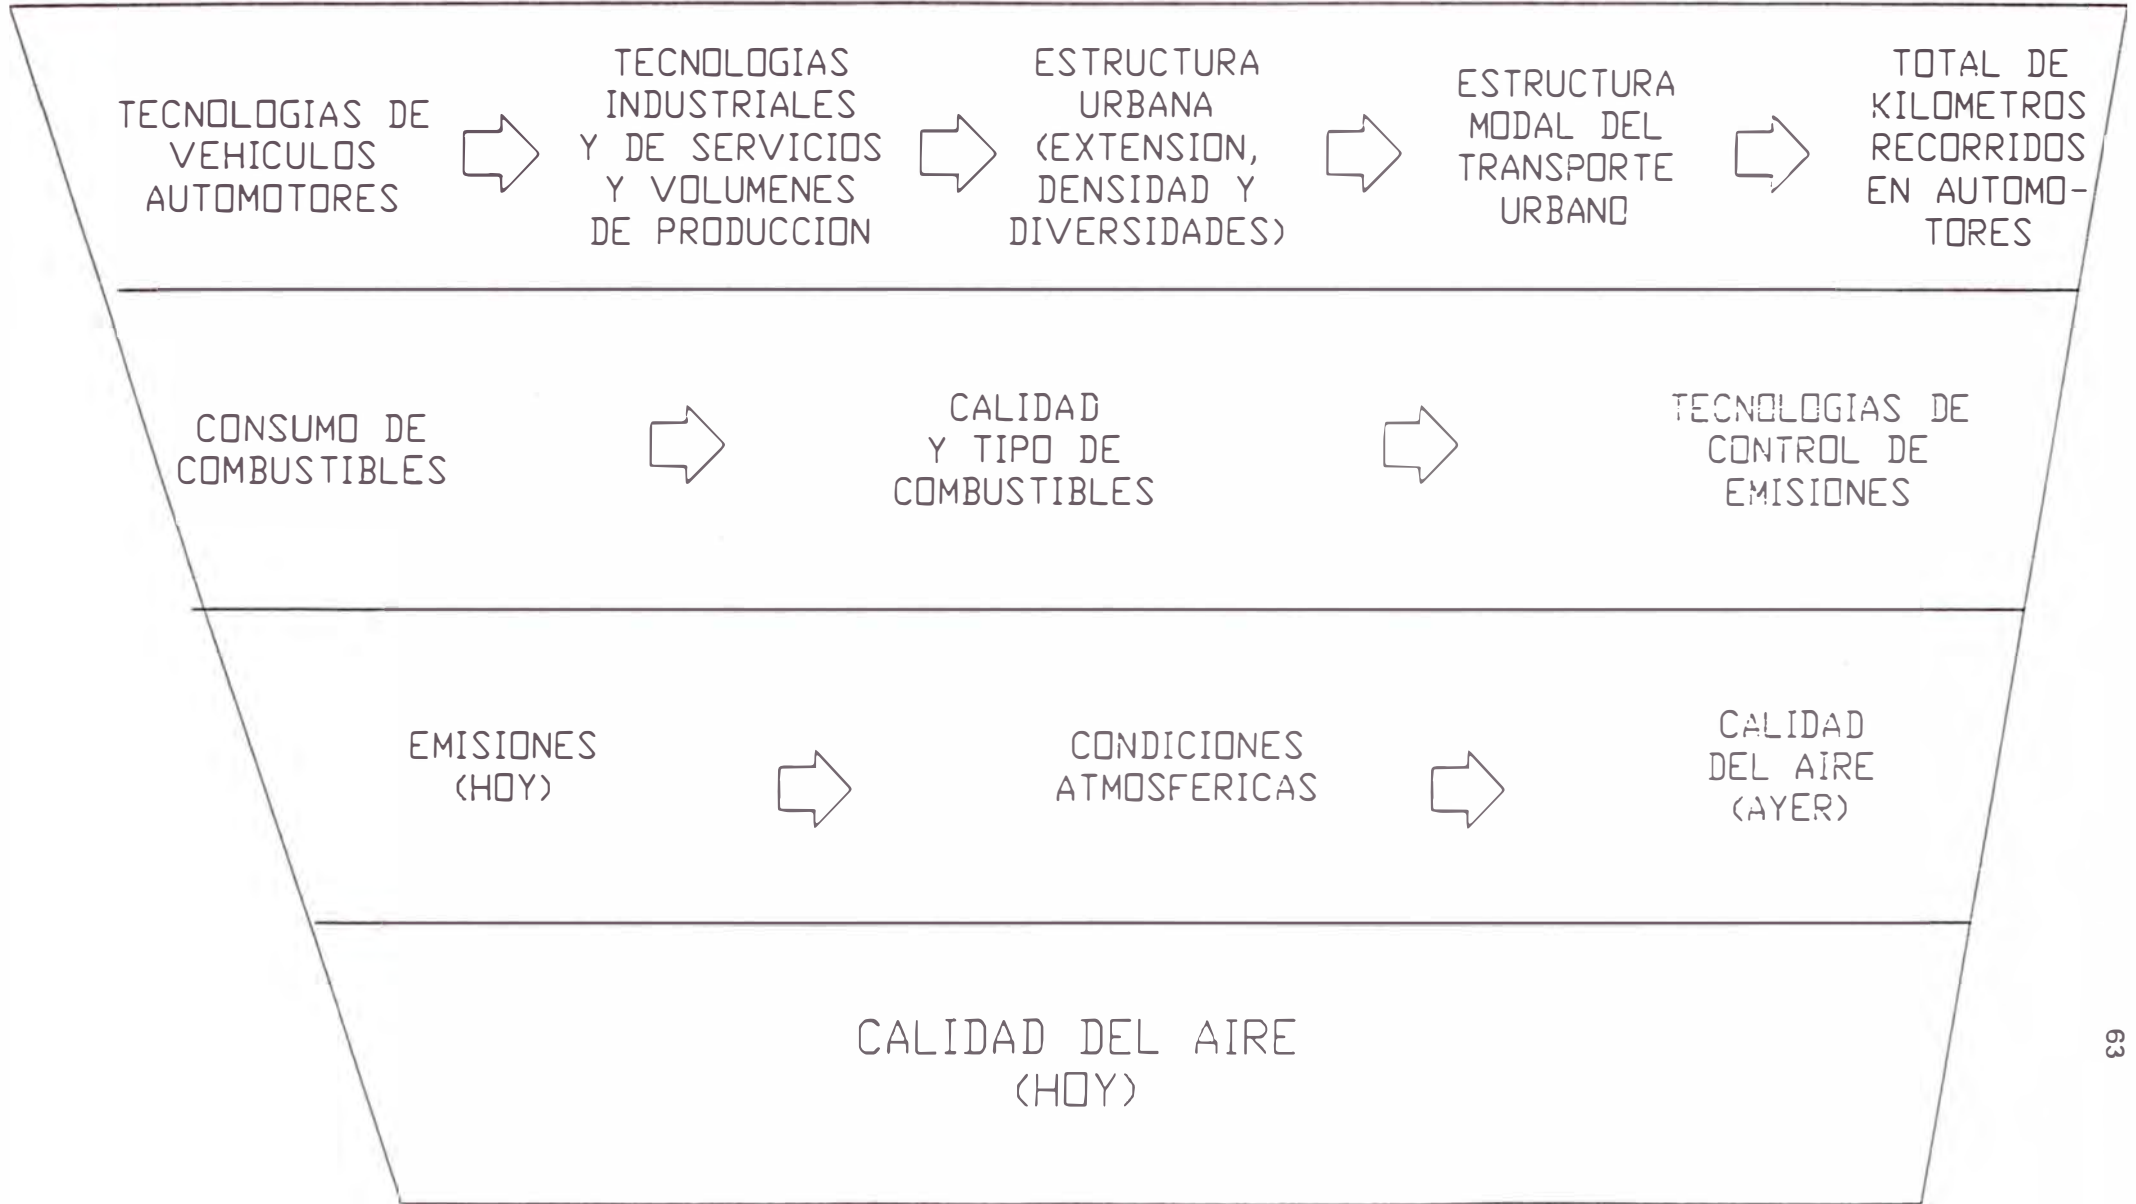 TECNOLOGIAS DE
VEHICULOS
AUTOMOTORES
TECNOLOGIAS
INDUSTRIALES
Y DE SERVICIOS
Y VOLUMENES
DE PRODUCCION
ESTRUCTURA
URBANA
(EXTENSION,
DENSIDAD Y
DIVERSIDADES)
ESTRUCTURA
MODAL DEL
TRANSPORTE
URBANO
TOTAL DE
KILOMETROS
RECORRIDOS
EN AUTOMO-
TORES
CONSUMO DE
COMBUSTIBLES
CALIDAD
Y TIPO DE
COMBUSTIBLES
TECNOLOGIAS DE
CONTROL DE
EMISIONES
EMISIONES
(HOY)
CONDICIONES
ATMOSFERICAS
CALIDAD
DEL AIRE
(AYER)
CALIDAD DEL AIRE
(HOY)
63